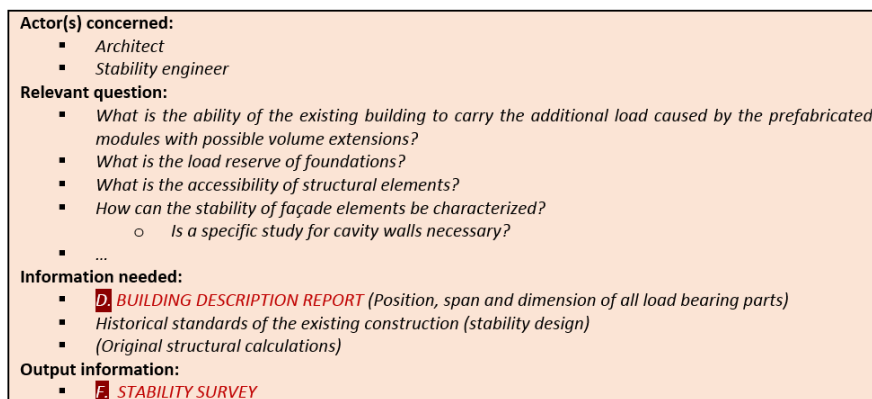 Actor(s) concerned:
▪ Architect
▪ Stability engineer
Relevant question:
▪ What is the ability of the existing building to carry the additional load caused by the prefabricated
modules with possible volume extensions?
▪ What is the load reserve of foundations?
▪ What is the accessibility of structural elements?
▪ How can the stability of façade elements be characterized?
o Is a specific study for cavity walls necessary?
▪ ...
Information needed:
▪ D. BUILDING DESCRIPTION REPORT (Position, span and dimension of all load bearing parts)
▪ Historical standards of the existing construction (stability design)
▪ (Original structural calculations)
Output information:
▪ F. STABILITY SURVEY